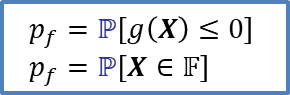 p_f = ℙ[g(X) ≤ 0]
p_f = ℙ[X ∈ 𝔽]